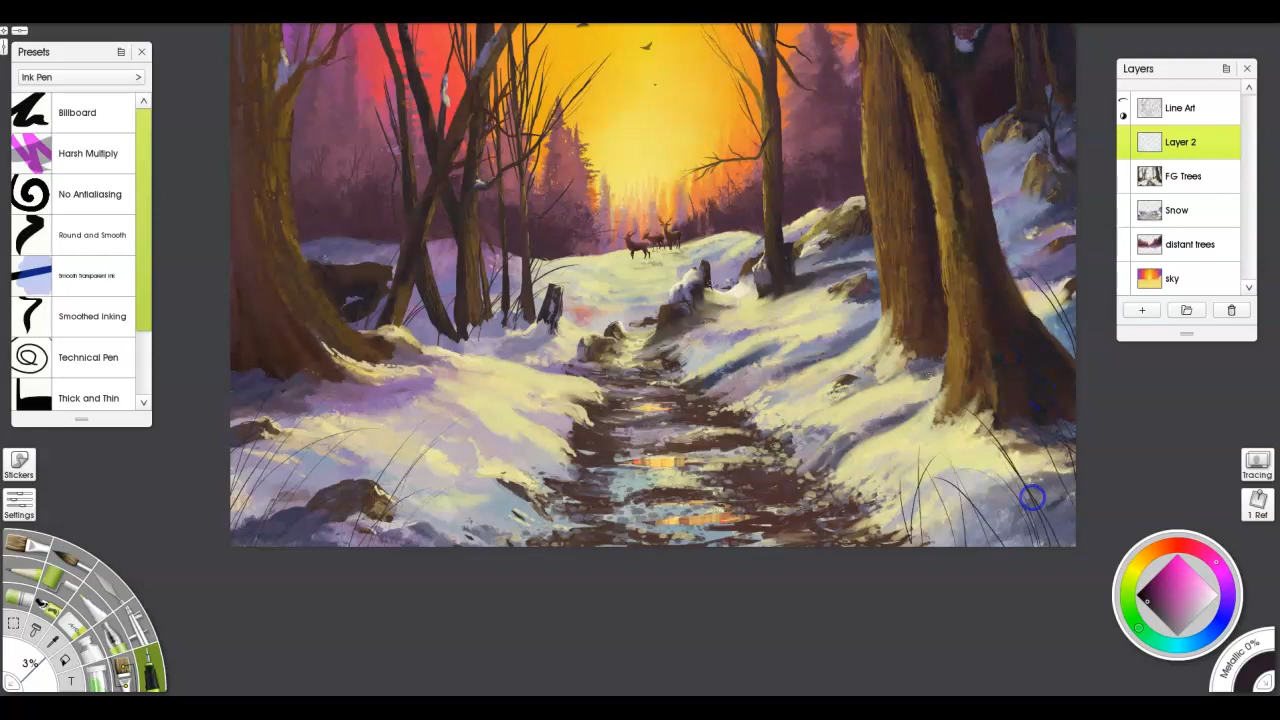 Presets
Ink Pen
Billboard
Harsh Multiply
No Antialiasing
Round and Smooth
Smooth Transparent Ink
Smoothed Inking
Technical Pen
Thick and Thin
Stickers
Settings
3%
T
Layers
Line Art
Layer 2
FG Trees
Snow
distant trees
sky
Tracing
1 Ref
Metallic 0%